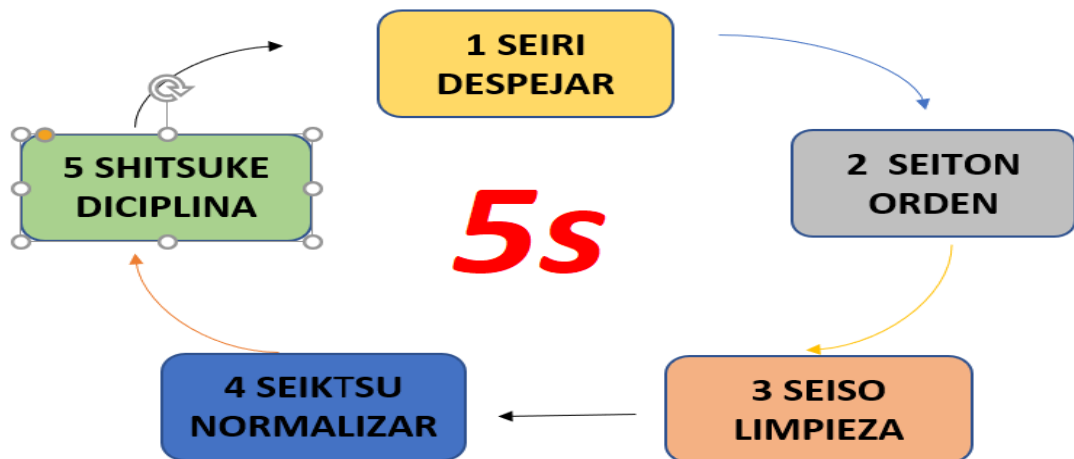 1 SEIRI
DESPEJAR
2  SEITON
ORDEN
3 SEISO
LIMPIEZA
4 SEIKTSU
NORMALIZAR
5 SHITSUKE
DICIPLINA
5s